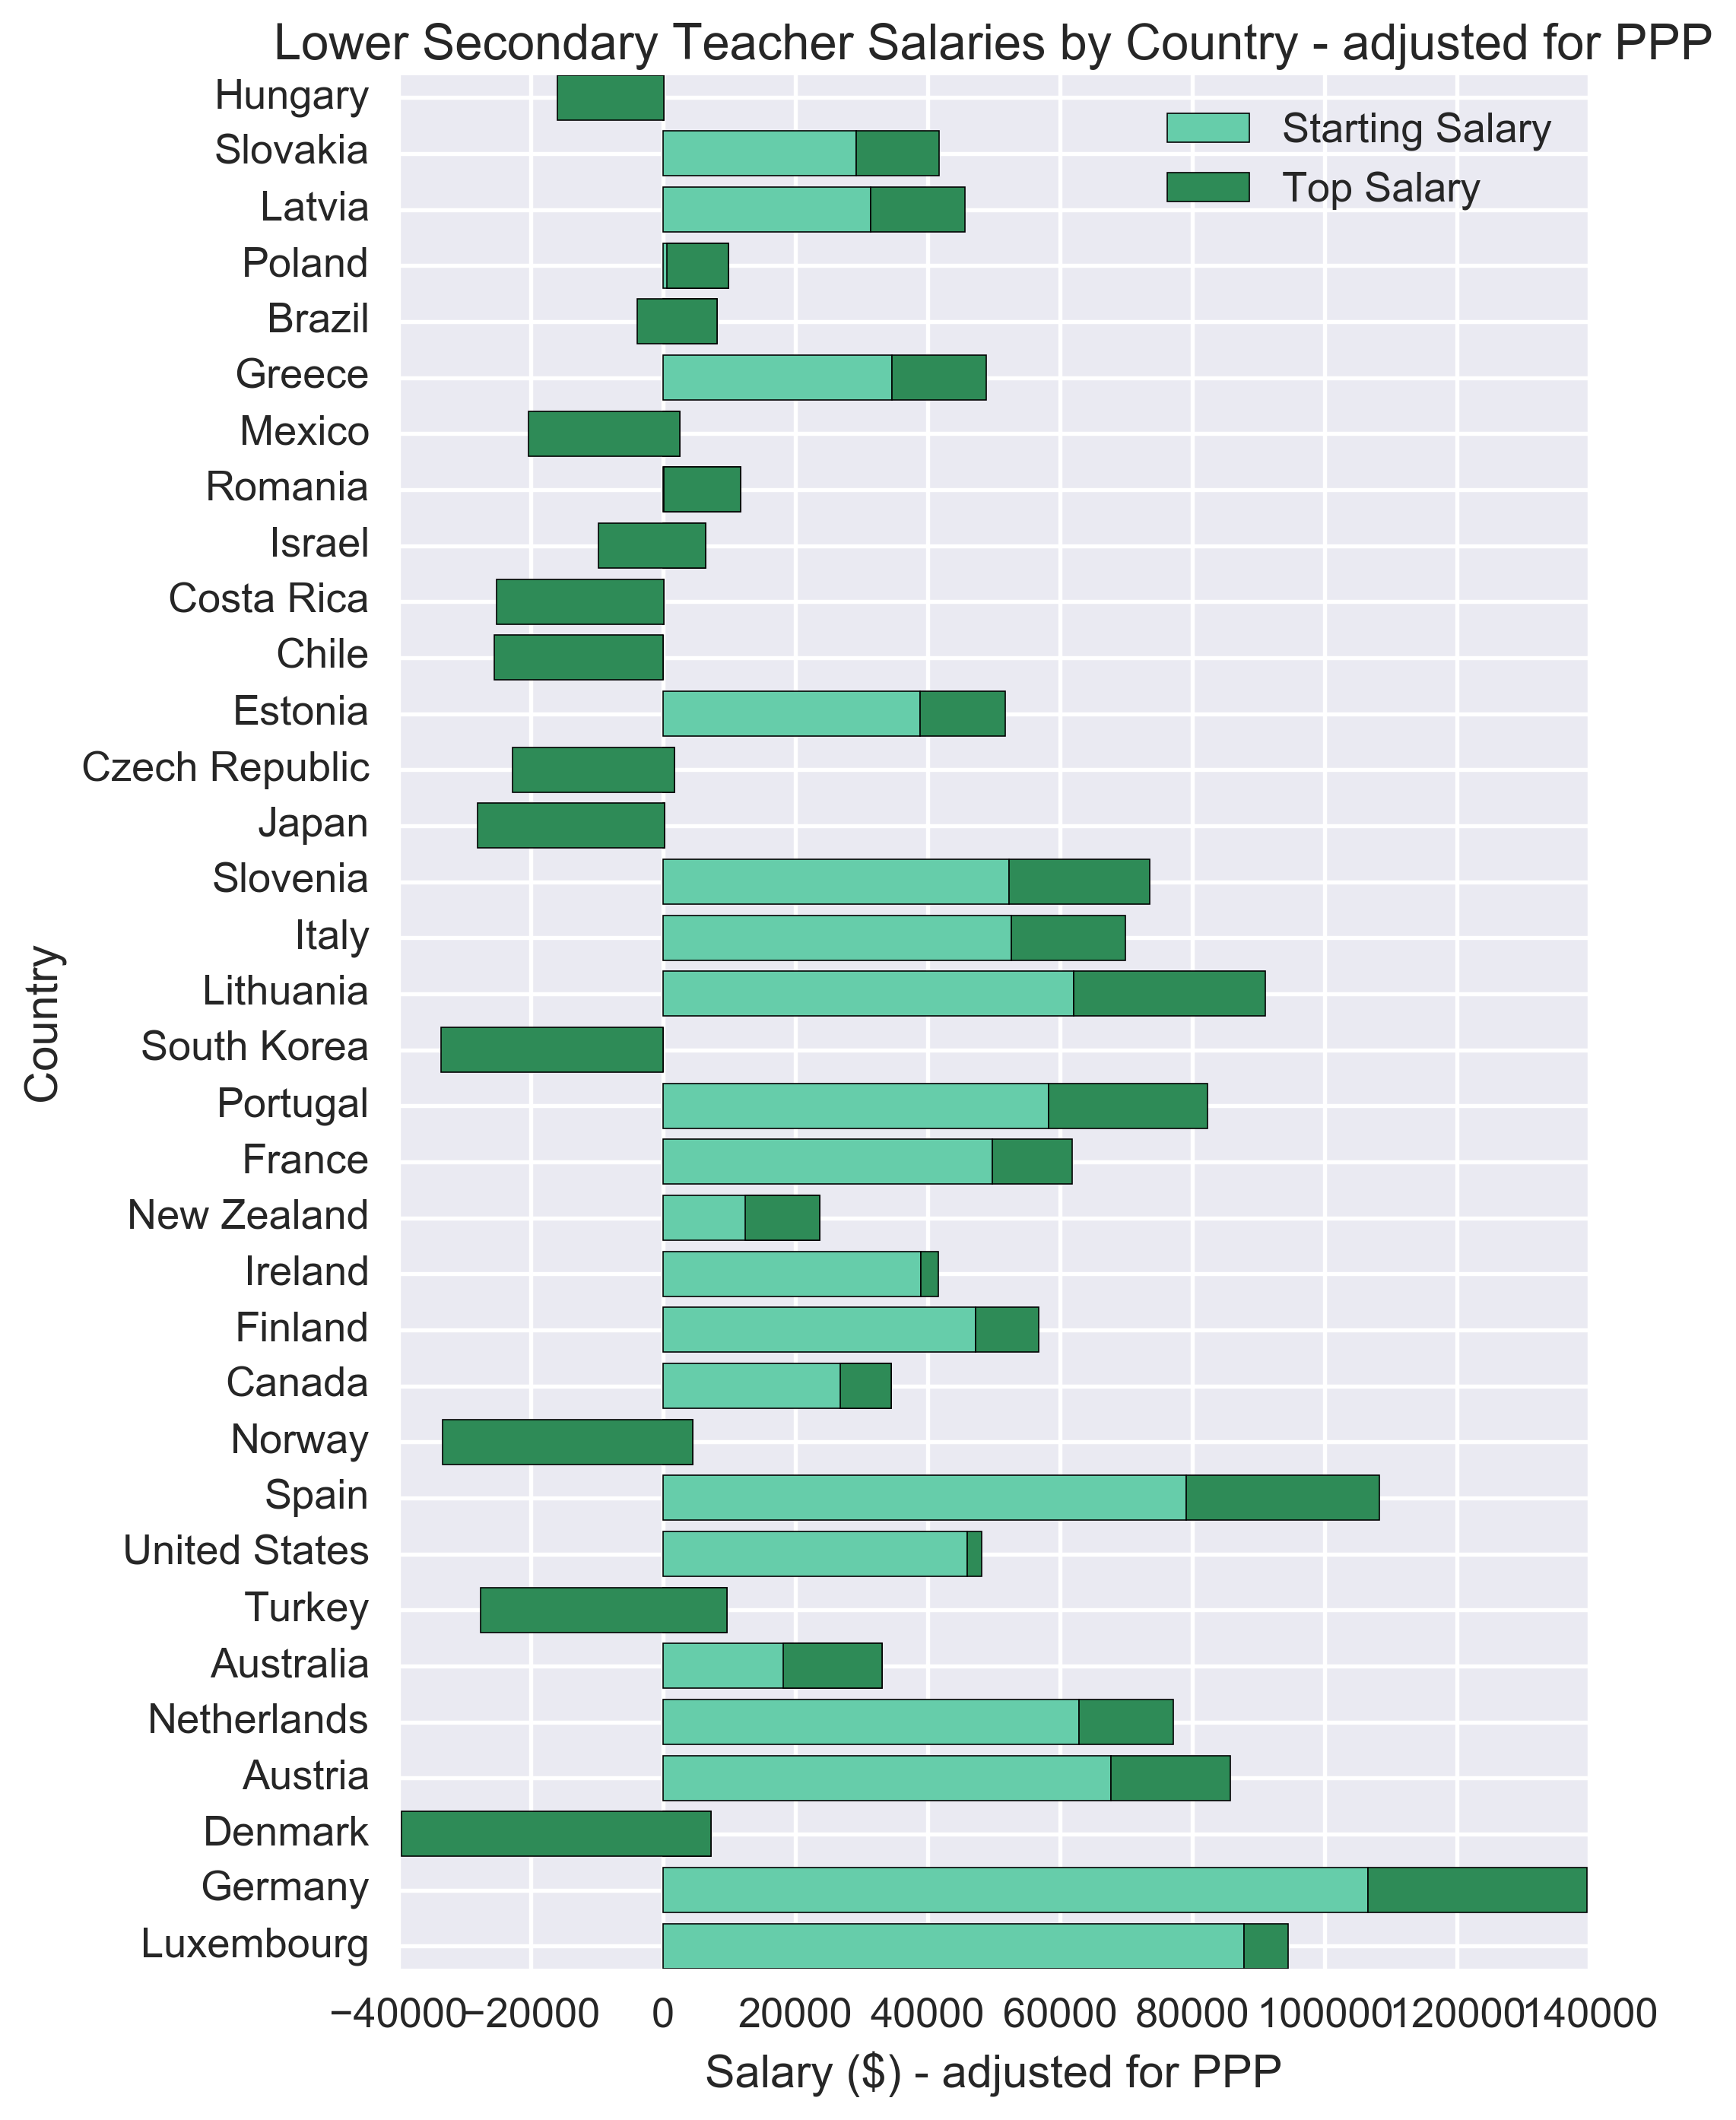 Lower Secondary Teacher Salaries by Country - adjusted for PPP
Starting Salary
Top Salary
Country
Hungary
Slovakia
Latvia
Poland
Brazil
Greece
Mexico
Romania
Israel
Costa Rica
Chile
Estonia
Czech Republic
Japan
Slovenia
Italy
Lithuania
South Korea
Portugal
France
New Zealand
Ireland
Finland
Canada
Norway
Spain
United States
Turkey
Australia
Netherlands
Austria
Denmark
Germany
Luxembourg
−40000 −20000 0 20000 40000 60000 80000 100000 120000 140000
Salary ($) - adjusted for PPP